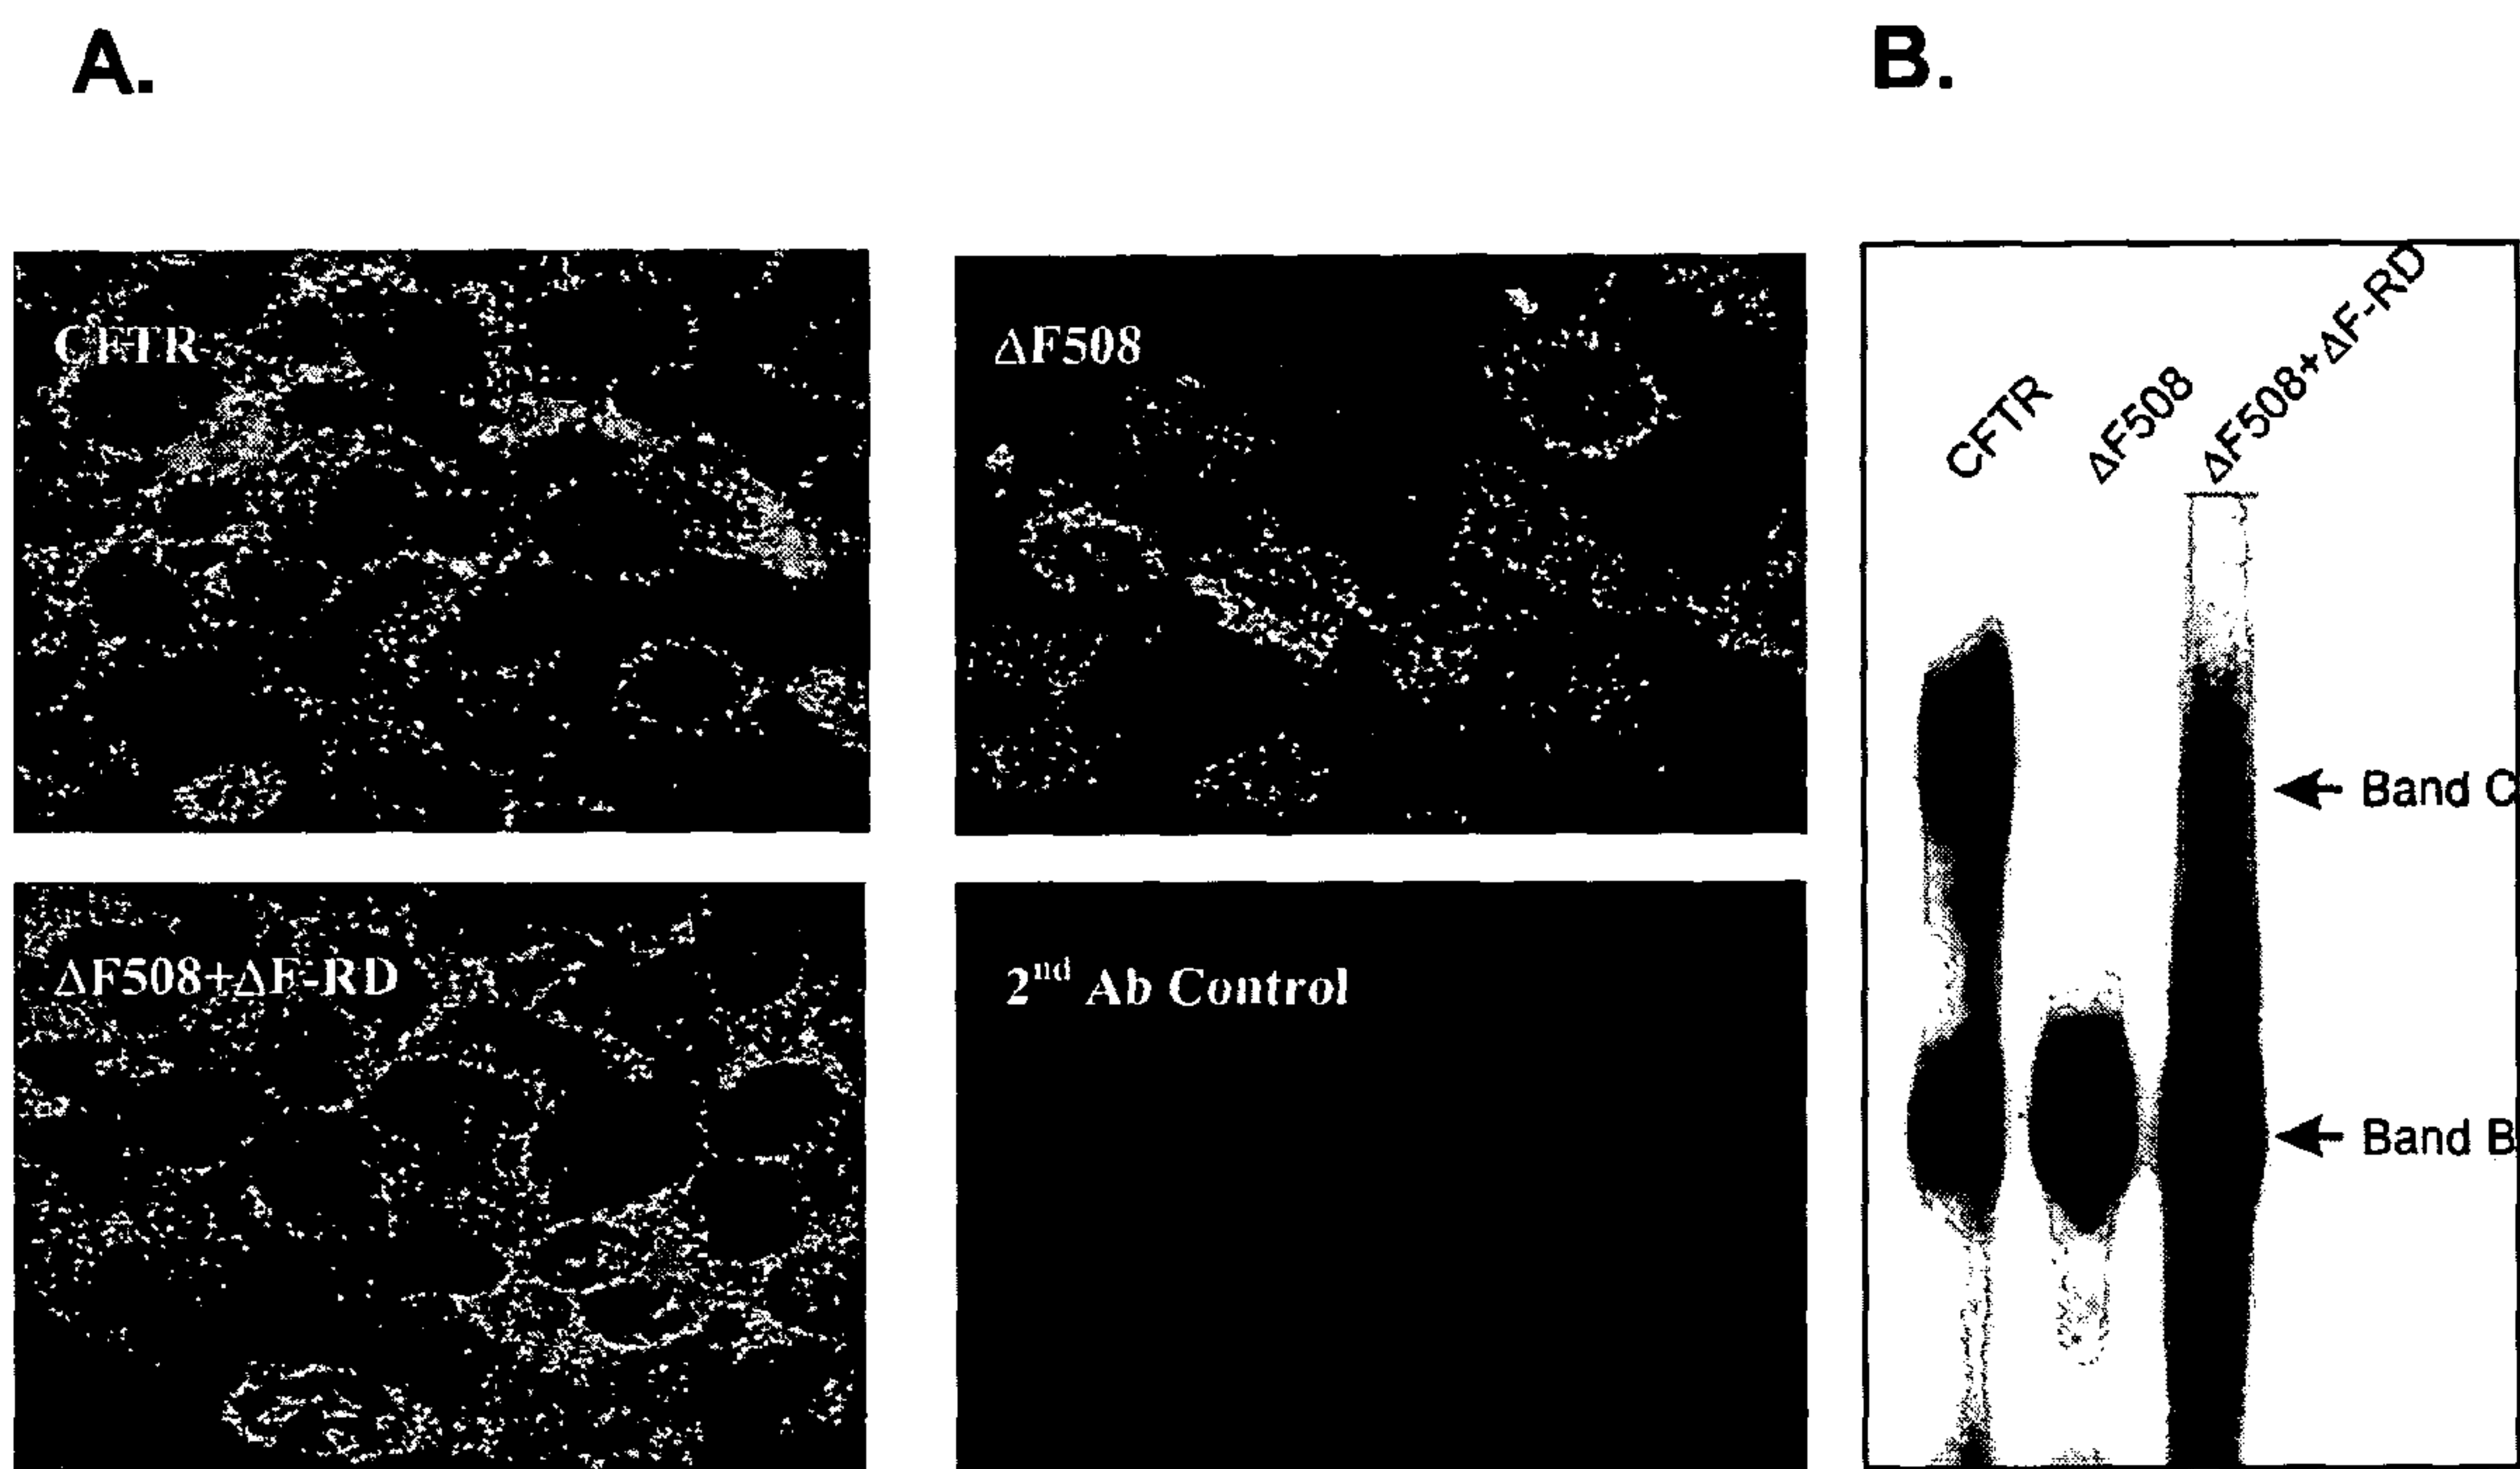 A.
B.
CFTR
ΔF508
ΔF508+ΔF-RD
2nd Ab Control
CFTR
ΔF508
ΔF508+ΔF-RD
Band C
Band B